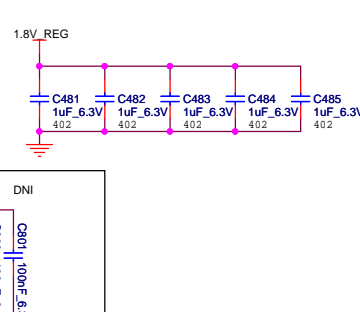 1.8V_REG
C481 C482 C483 C484 C485
1uF_6.3V 1uF_6.3V 1uF_6.3V 1uF_6.3V 1uF_6.3V
402 402 402 402 402
DNI
C801
100nF_6.